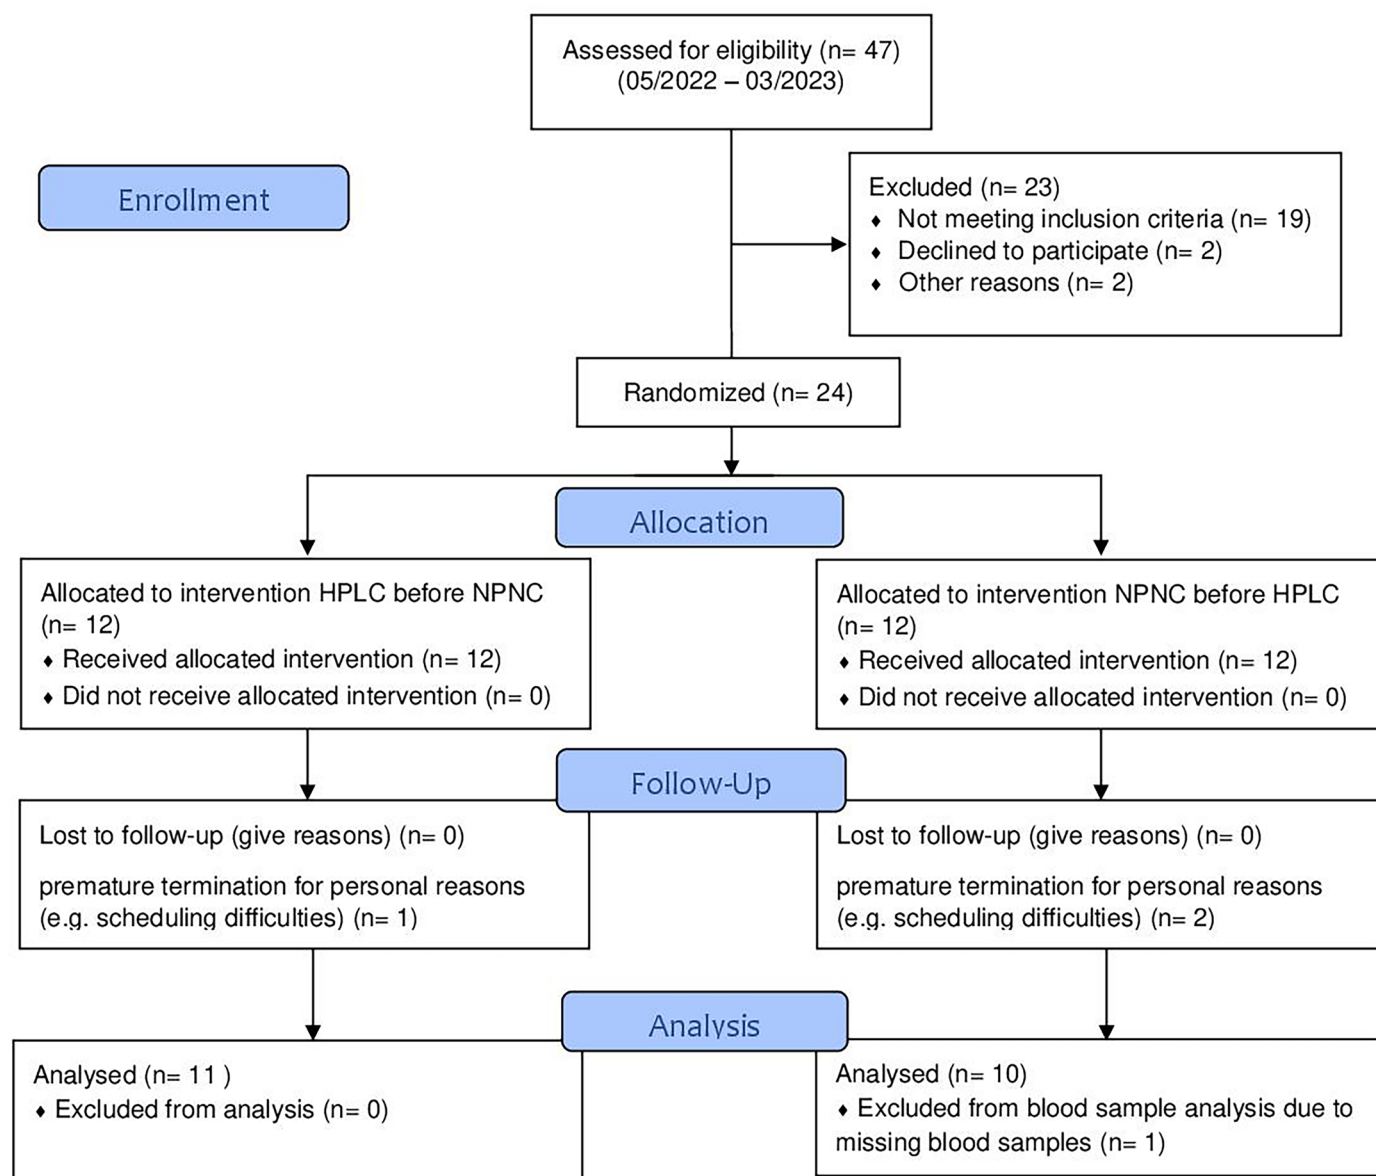 Assessed for eligibility (n= 47)
(05/2022 – 03/2023)
Enrollment
Excluded (n= 23)
♦ Not meeting inclusion criteria (n= 19)
♦ Declined to participate (n= 2)
♦ Other reasons (n= 2)
Randomized (n= 24)
Allocation
Allocated to intervention HPLC before NPNC
(n= 12)
♦ Received allocated intervention (n= 12)
♦ Did not receive allocated intervention (n= 0)
Allocated to intervention NPNC before HPLC
(n= 12)
♦ Received allocated intervention (n= 12)
♦ Did not receive allocated intervention (n= 0)
Follow-Up
Lost to follow-up (give reasons) (n= 0)
premature termination for personal reasons
(e.g. scheduling difficulties) (n= 1)
Lost to follow-up (give reasons) (n= 0)
premature termination for personal reasons
(e.g. scheduling difficulties) (n= 2)
Analysis
Analysed (n= 11 )
♦ Excluded from analysis (n= 0)
Analysed (n= 10)
♦ Excluded from blood sample analysis due to
missing blood samples (n= 1)